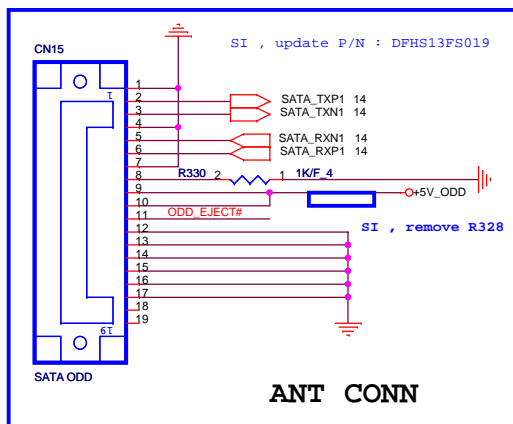 CN15
SI , update P/N : DFHS13FS019
1
1
2
SATA_TXP1 14
3
SATA_TXN1 14
4
5
SATA_RXN1 14
6
SATA_RXP1 14
7
8
R330 2 1 1K/F_4
9
+5V_ODD
10
11
ODD_EJECT#
SI , remove R328
12
13
14
15
16
17
18
19
19
SATA ODD
ANT CONN